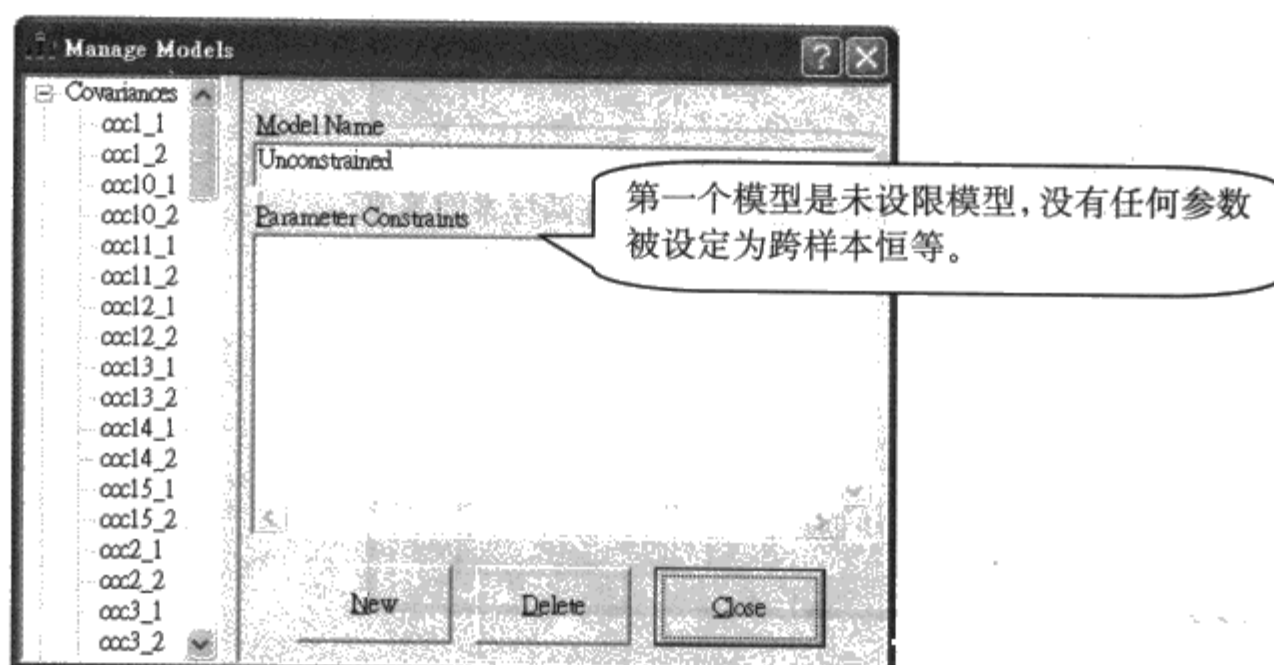 Manage Models
Covariances
ccc1_1
ccc1_2
ccc10_1
ccc10_2
ccc11_1
ccc11_2
ccc12_1
ccc12_2
ccc13_1
ccc13_2
ccc14_1
ccc14_2
ccc15_1
ccc15_2
ccc2_1
ccc2_2
ccc3_1
ccc3_2
Model Name
Unconstrained
Parameter Constraints
第一个模型是未设限模型，没有任何参数
被设定为跨样本恒等。
New
Delete
Close